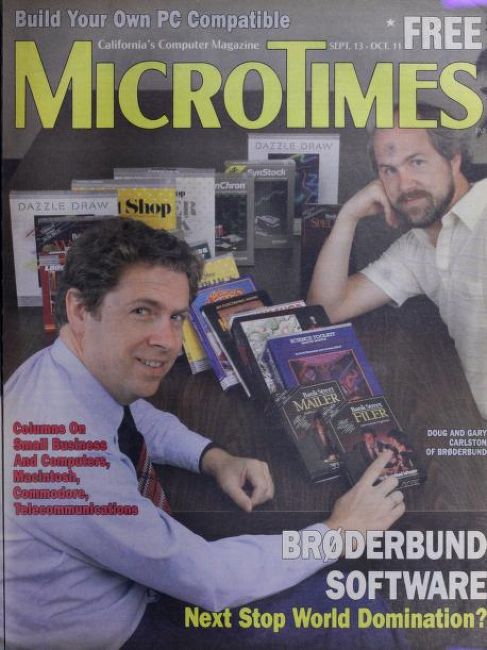 Build Your Own PC Compatible
* FREE
California's Computer Magazine
SEPT. 13 - OCT. 11
MICROTIMES
DAZZLE DRAW
SynStock
Chron
DAZZLE DRAW
Shop
SCIENCE TOOLKIT
Bank Street
MAILER
Bank Street
FILER
DOUG AND GARY
CARLSTON
OF BRØDERBUND
Columns On
Small Business
And Computers,
Macintosh,
Commodore,
Telecommunications
BRØDERBUND
SOFTWARE
Next Stop World Domination?